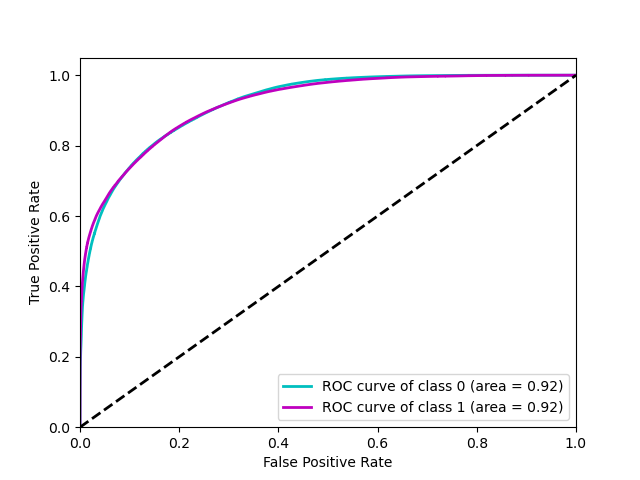 1.0
0.8
0.6
0.4
0.2
0.0
True Positive Rate
ROC curve of class 0 (area = 0.92)
ROC curve of class 1 (area = 0.92)
0.0 0.2 0.4 0.6 0.8 1.0
False Positive Rate